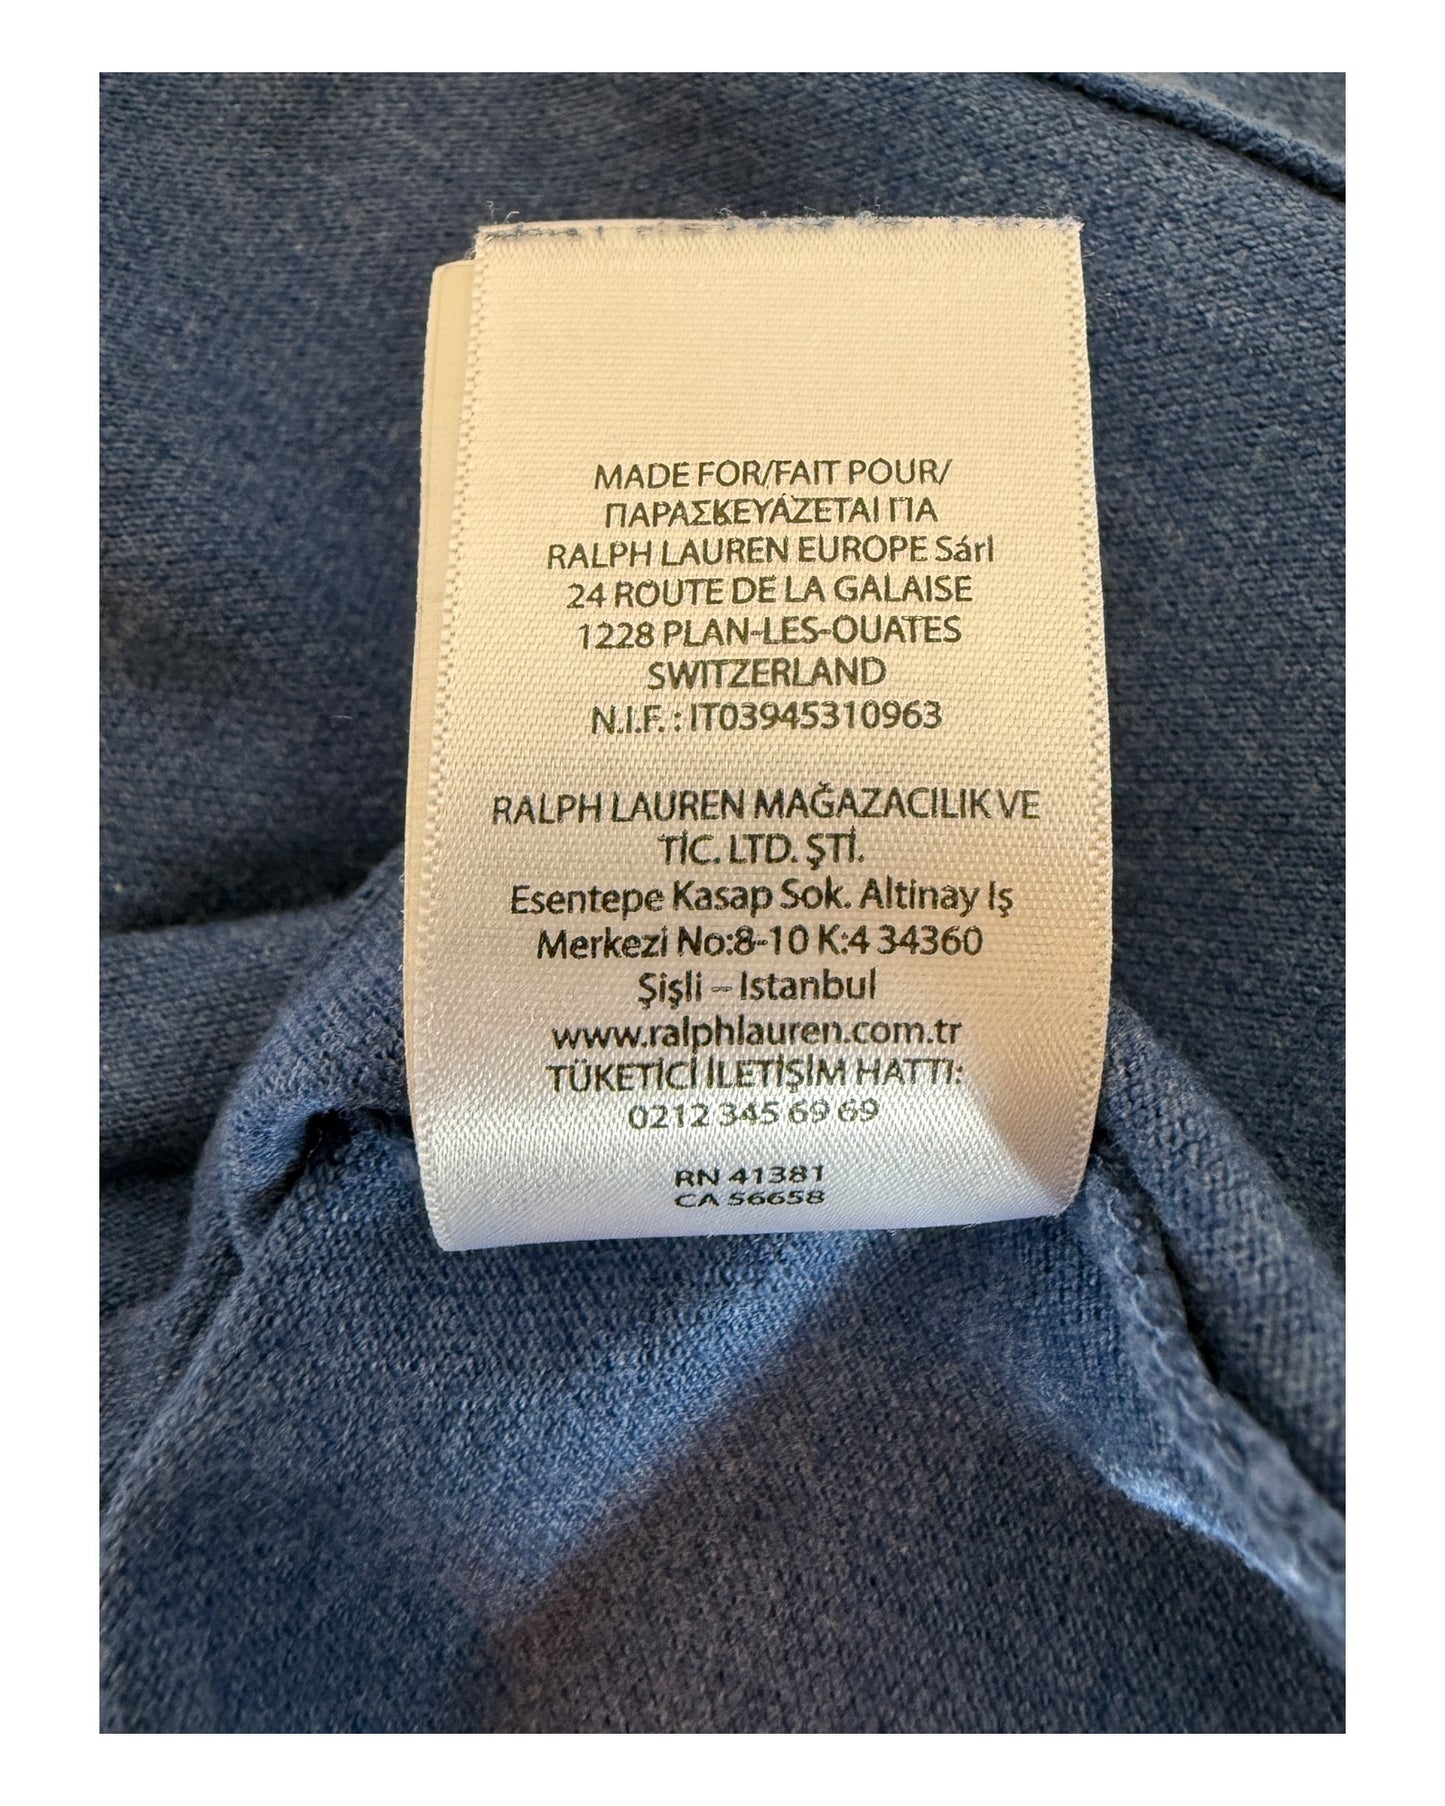 MADE FOR/FAIT POUR/
ΠΑΡΑΣΚΕΥΆΖΕΤΑΙ ΓΙΑ
RALPH LAUREN EUROPE Sárl
24 ROUTE DE LA GALAISE
1228 PLAN-LES-OUATES
SWITZERLAND
N.I.F. : IT03945310963
RALPH LAUREN MAĞAZACILIK VE
TİC. LTD. ŞTİ.
Esentepe Kasap Sok. Altinay Iş
Merkezi No:8-10 K:4 34360
Şişli – Istanbul
www.ralphlauren.com.tr
TÜKETİCİ İLETİŞİM HATTI:
0212 345 69 69
RN 41381
CA 56658